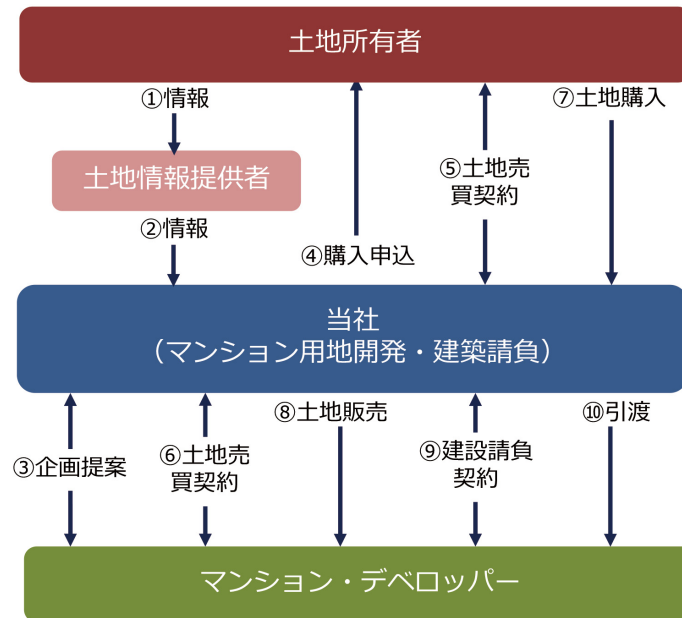 土地所有者
①情報
⑦土地購入
土地情報提供者
⑤土地売
買契約
②情報
④購入申込
当社
（マンション用地開発・建築請負）
③企画提案
⑥土地売
買契約
⑧土地販売
⑨建設請負
契約
⑩引渡
マンション・デベロッパー